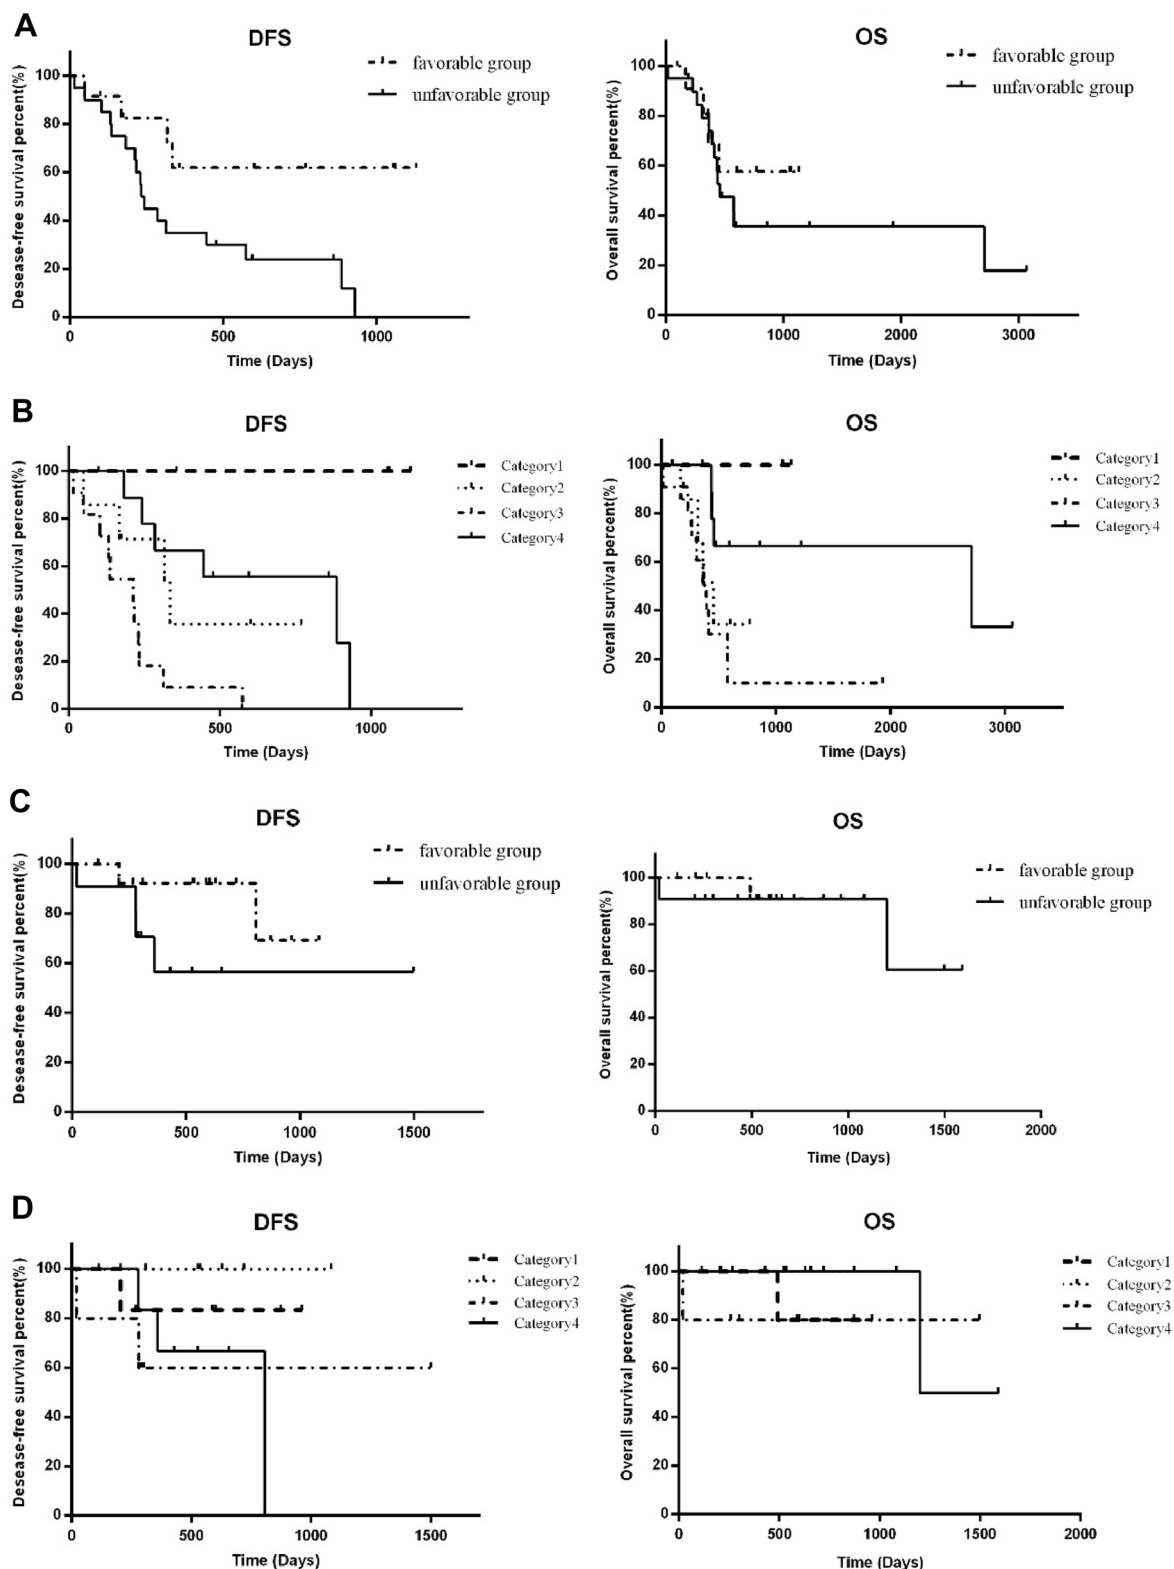 A
DFS
favorable group
unfavorable group
Desease-free survival percent(%)
100
80
60
40
20
0
0 500 1000
Time (Days)
OS
favorable group
unfavorable group
Overall survival percent(%)
100
80
60
40
20
0
0 1000 2000 3000
Time (Days)
B
DFS
Category1
Category2
Category3
Category4
Desease-free survival percent(%)
100
80
60
40
20
0
0 500 1000
Time (Days)
OS
Category1
Category2
Category3
Category4
Overall survival percent(%)
100
80
60
40
20
0
0 1000 2000 3000
Time (Days)
C
DFS
favorable group
unfavorable group
Desease-free survival percent(%)
100
80
60
40
20
0
0 500 1000 1500
Time (Days)
OS
favorable group
unfavorable group
Overall survival percent(%)
100
80
60
40
20
0
0 500 1000 1500 2000
Time (Days)
D
DFS
Category1
Category2
Category3
Category4
Desease-free survival percent(%)
100
80
60
40
20
0
0 500 1000 1500
Time (Days)
OS
Category1
Category2
Category3
Category4
Overall survival percent(%)
100
80
60
40
20
0
0 500 1000 1500 2000
Time (Days)